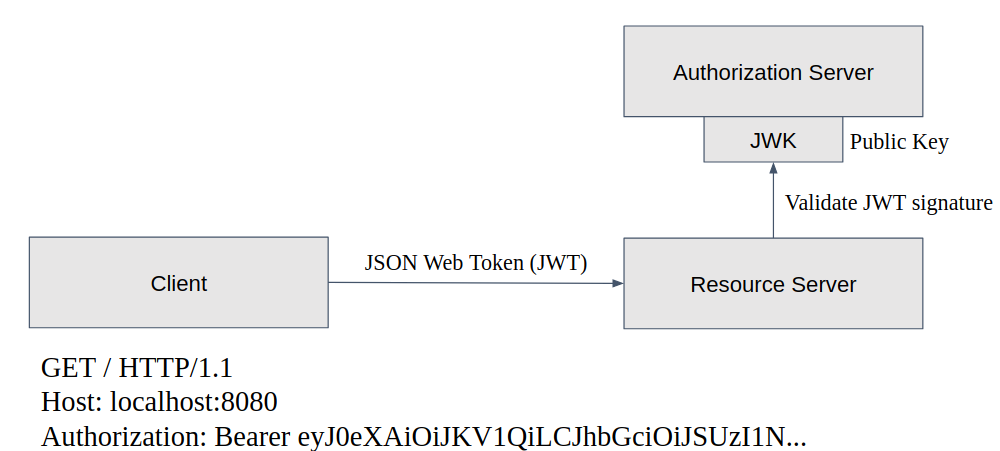 Authorization Server
JWK
Public Key
Validate JWT signature
Client
JSON Web Token (JWT)
Resource Server
GET / HTTP/1.1
Host: localhost:8080
Authorization: Bearer eyJ0eXAiOiJKV1QiLCJhbGciOiJSUzI1N...